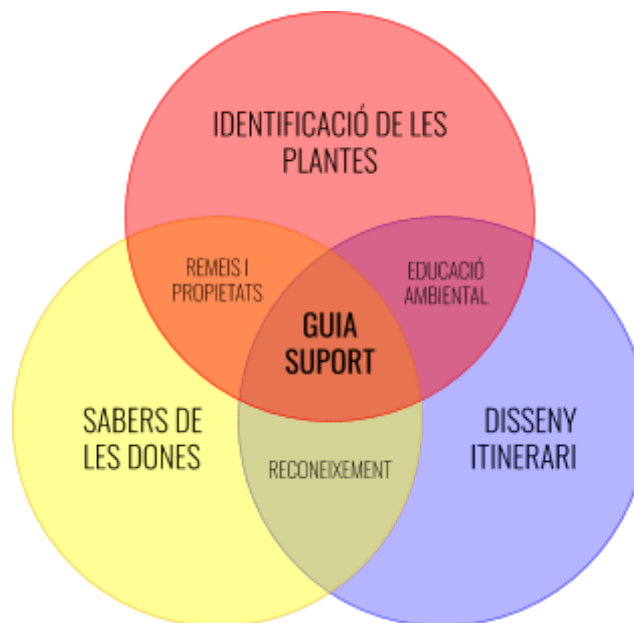 IDENTIFICACIÓ DE LES
PLANTES
REMEIS I
PROPIETATS
EDUCACIÓ
AMBIENTAL
GUIA
SUPORT
SABERS DE
LES DONES
DISSENY
ITINERARI
RECONEIXEMENT